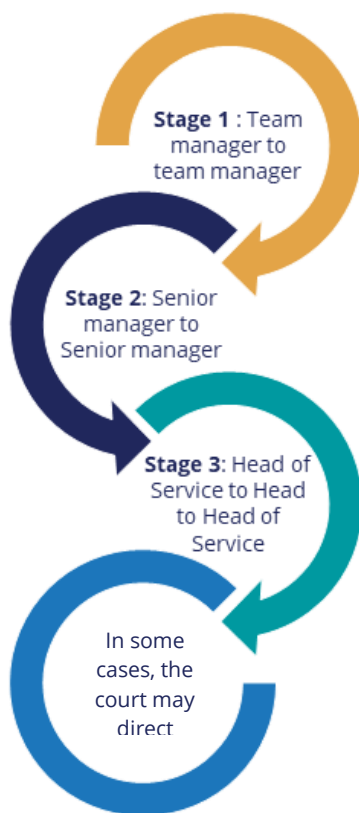 Stage 1 : Team
manager to
team manager
Stage 2: Senior
manager to
Senior manager
Stage 3: Head of
Service to Head
to Head of
Service
In some
cases, the
court may
direct